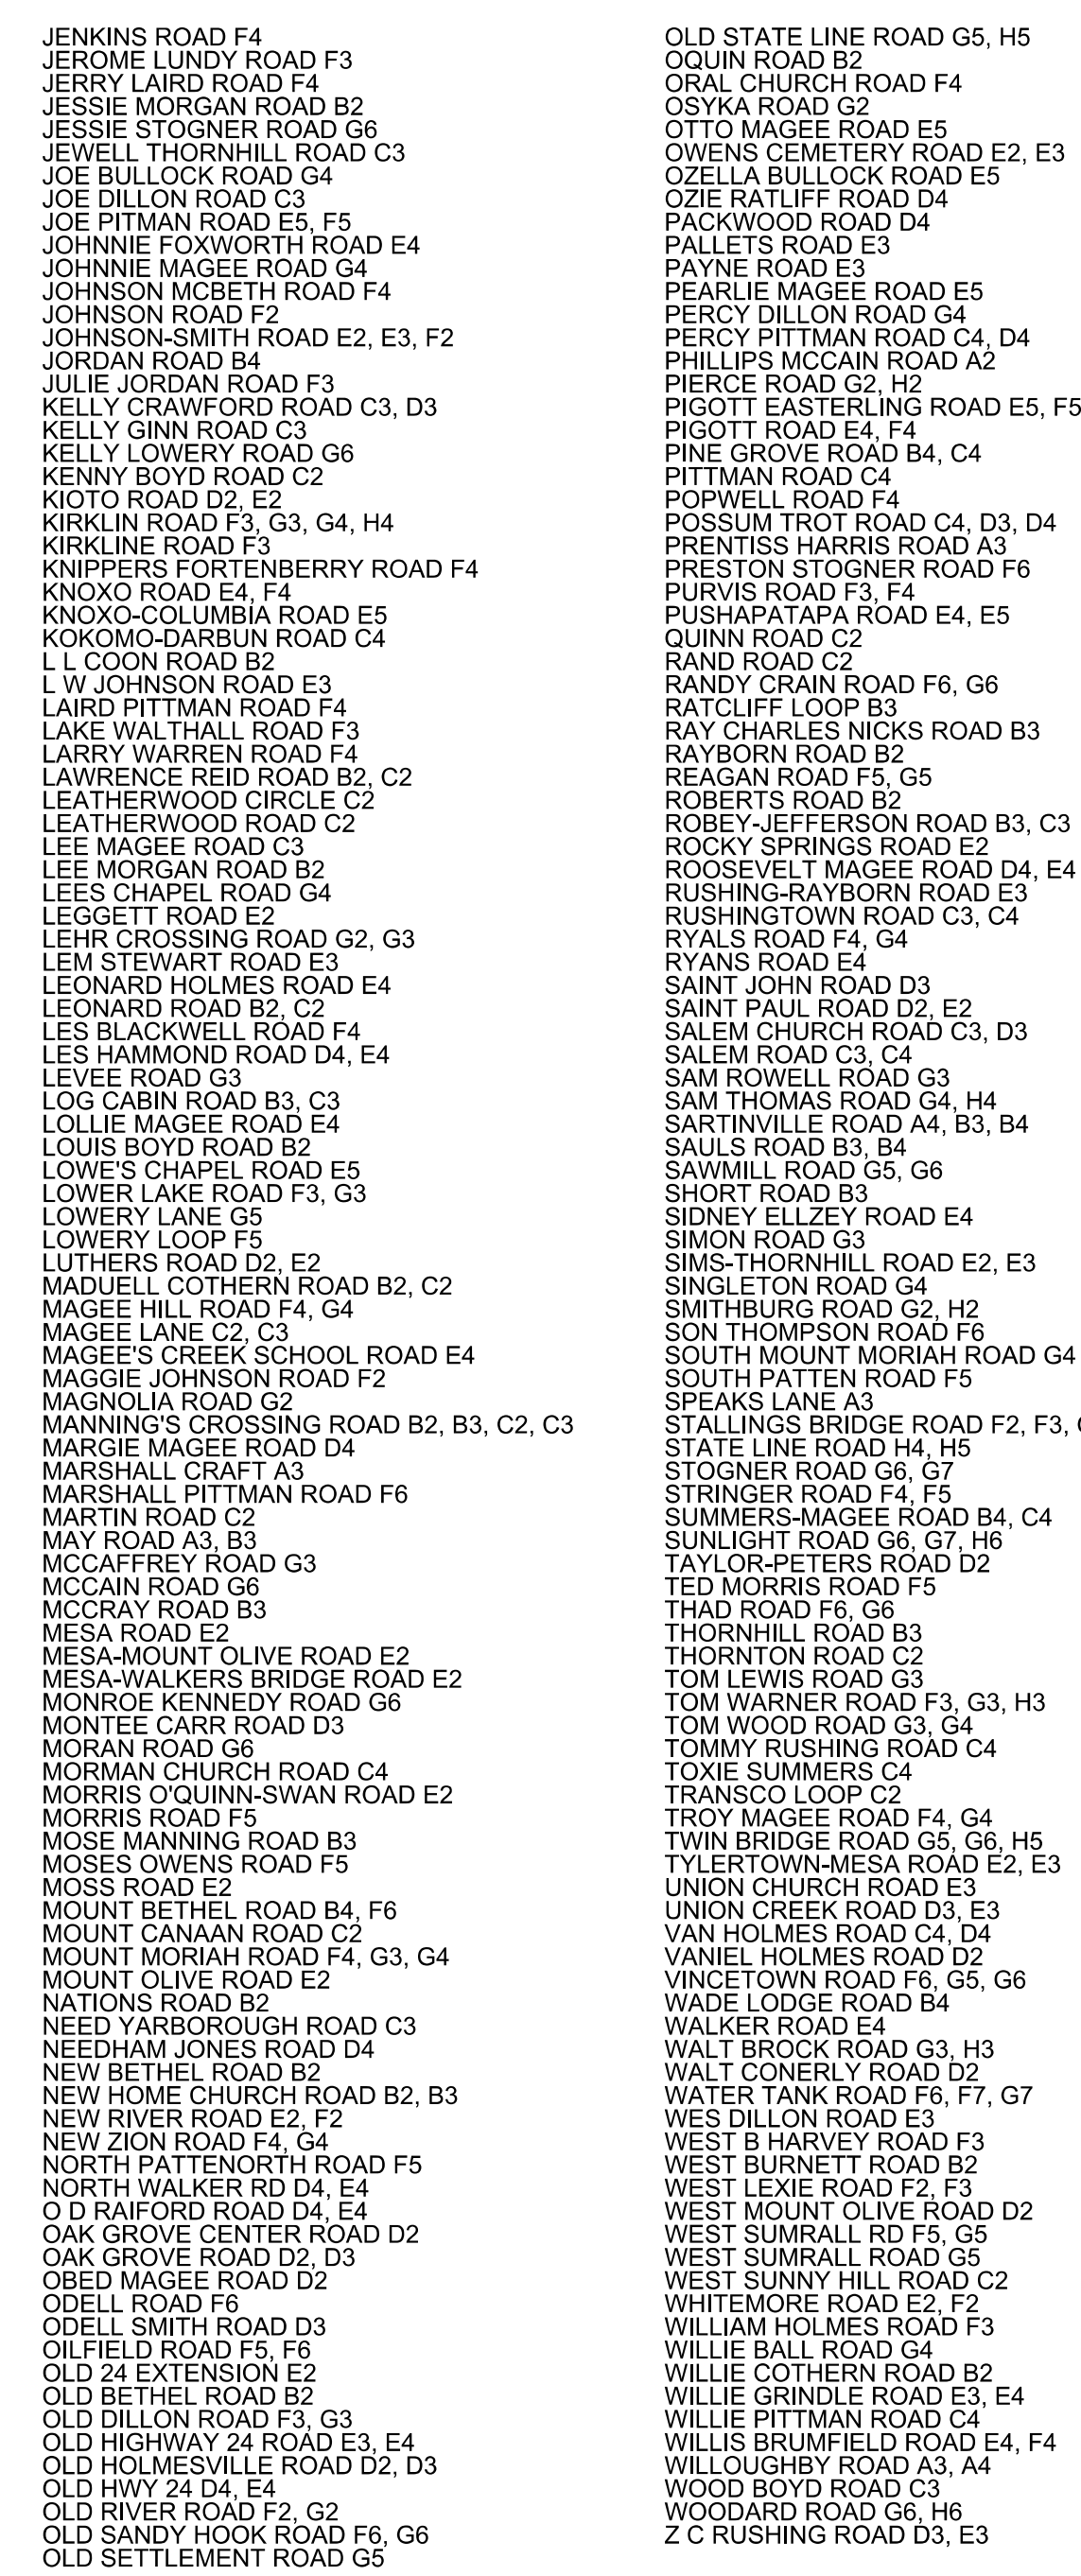 JENKINS ROAD F4
JEROME LUNDY ROAD F3
JERRY LAIRD ROAD F4
JESSIE MORGAN ROAD B2
JESSIE STOGNER ROAD G6
JEWELL THORNHILL ROAD C3
JOE BULLOCK ROAD G4
JOE DILLON ROAD C3
JOE PITMAN ROAD E5, F5
JOHNNIE FOXWORTH ROAD E4
JOHNNIE MAGEE ROAD G4
JOHNSON MCBETH ROAD F4
JOHNSON ROAD F2
JOHNSON-SMITH ROAD E2, E3, F2
JORDAN ROAD B4
JULIE JORDAN ROAD F3
KELLY CRAWFORD ROAD C3, D3
KELLY GINN ROAD C3
KELLY LOWERY ROAD G6
KENNY BOYD ROAD C2
KIOTO ROAD D2, E2
KIRKLIN ROAD F3, G3, G4, H4
KIRKLINE ROAD F3
KNIPPERS FORTENBERRY ROAD F4
KNOXO ROAD E4, F4
KNOXO-COLUMBIA ROAD E5
KOKOMO-DARBUN ROAD C4
L L COON ROAD B2
L W JOHNSON ROAD E3
LAIRD PITTMAN ROAD F4
LAKE WALTHALL ROAD F3
LARRY WARREN ROAD F4
LAWRENCE REID ROAD B2, C2
LEATHERWOOD CIRCLE C2
LEATHERWOOD ROAD C2
LEE MAGEE ROAD C3
LEE MORGAN ROAD B2
LEES CHAPEL ROAD G4
LEGGETT ROAD E2
LEHR CROSSING ROAD G2, G3
LEM STEWART ROAD E3
LEONARD HOLMES ROAD E4
LEONARD ROAD B2, C2
LES BLACKWELL ROAD F4
LES HAMMOND ROAD D4, E4
LEVEE ROAD G3
LOG CABIN ROAD B3, C3
LOLLIE MAGEE ROAD E4
LOUIS BOYD ROAD B2
LOWE'S CHAPEL ROAD E5
LOWER LAKE ROAD F3, G3
LOWERY LANE G5
LOWERY LOOP F5
LUTHERS ROAD D2, E2
MADUELL COTHERN ROAD B2, C2
MAGEE HILL ROAD F4, G4
MAGEE LANE C2, C3
MAGEE'S CREEK SCHOOL ROAD E4
MAGGIE JOHNSON ROAD F2
MAGNOLIA ROAD G2
MANNING'S CROSSING ROAD B2, B3, C2, C3
MARGIE MAGEE ROAD D4
MARSHALL CRAFT A3
MARSHALL PITTMAN ROAD F6
MARTIN ROAD C2
MAY ROAD A3, B3
MCCAFFREY ROAD G3
MCCAIN ROAD G6
MCCRAY ROAD B3
MESA ROAD E2
MESA-MOUNT OLIVE ROAD E2
MESA-WALKERS BRIDGE ROAD E2
MONROE KENNEDY ROAD G6
MONTEE CARR ROAD D3
MORAN ROAD G6
MORMAN CHURCH ROAD C4
MORRIS O'QUINN-SWAN ROAD E2
MORRIS ROAD F5
MOSE MANNING ROAD B3
MOSES OWENS ROAD F5
MOSS ROAD E2
MOUNT BETHEL ROAD B4, F6
MOUNT CANAAN ROAD C2
MOUNT MORIAH ROAD F4, G3, G4
MOUNT OLIVE ROAD E2
NATIONS ROAD B2
NEED YARBOROUGH ROAD C3
NEEDHAM JONES ROAD D4
NEW BETHEL ROAD B2
NEW HOME CHURCH ROAD B2, B3
NEW RIVER ROAD E2, F2
NEW ZION ROAD F4, G4
NORTH PATTENORTH ROAD F5
NORTH WALKER RD D4, E4
O D RAIFORD ROAD D4, E4
OAK GROVE CENTER ROAD D2
OAK GROVE ROAD D2, D3
OBED MAGEE ROAD D2
ODELL ROAD F6
ODELL SMITH ROAD D3
OILFIELD ROAD F5, F6
OLD 24 EXTENSION E2
OLD BETHEL ROAD B2
OLD DILLON ROAD F3, G3
OLD HIGHWAY 24 ROAD E3, E4
OLD HOLMESVILLE ROAD D2, D3
OLD HWY 24 D4, E4
OLD RIVER ROAD F2, G2
OLD SANDY HOOK ROAD F6, G6
OLD SETTLEMENT ROAD G5
OLD STATE LINE ROAD G5, H5
OQUIN ROAD B2
ORAL CHURCH ROAD F4
OSYKA ROAD G2
OTTO MAGEE ROAD E5
OWENS CEMETERY ROAD E2, E3
OZELLA BULLOCK ROAD E5
OZIE RATLIFF ROAD D4
PACKWOOD ROAD D4
PALLETS ROAD E3
PAYNE ROAD E3
PEARLIE MAGEE ROAD E5
PERCY DILLON ROAD G4
PERCY PITTMAN ROAD C4, D4
PHILLIPS MCCAIN ROAD A2
PIERCE ROAD G2, H2
PIGOTT EASTERLING ROAD E5, F5
PIGOTT ROAD E4, F4
PINE GROVE ROAD B4, C4
PITTMAN ROAD C4
POPWELL ROAD F4
POSSUM TROT ROAD C4, D3, D4
PRENTISS HARRIS ROAD A3
PRESTON STOGNER ROAD F6
PURVIS ROAD F3, F4
PUSHAPATAPA ROAD E4, E5
QUINN ROAD C2
RAND ROAD C2
RANDY CRAIN ROAD F6, G6
RATCLIFF LOOP B3
RAY CHARLES NICKS ROAD B3
RAYBORN ROAD B2
REAGAN ROAD F5, G5
ROBERTS ROAD B2
ROBEY-JEFFERSON ROAD B3, C3
ROCKY SPRINGS ROAD E2
ROOSEVELT MAGEE ROAD D4, E4
RUSHING-RAYBORN ROAD E3
RUSHINGTOWN ROAD C3, C4
RYALS ROAD F4, G4
RYANS ROAD E4
SAINT JOHN ROAD D3
SAINT PAUL ROAD D2, E2
SALEM CHURCH ROAD C3, D3
SALEM ROAD C3, C4
SAM ROWELL ROAD G3
SAM THOMAS ROAD G4, H4
SARTINVILLE ROAD A4, B3, B4
SAULS ROAD B3, B4
SAWMILL ROAD G5, G6
SHORT ROAD B3
SIDNEY ELLZEY ROAD E4
SIMON ROAD G3
SIMS-THORNHILL ROAD E2, E3
SINGLETON ROAD G4
SMITHBURG ROAD G2, H2
SON THOMPSON ROAD F6
SOUTH MOUNT MORIAH ROAD G4
SOUTH PATTEN ROAD F5
SPEAKS LANE A3
STALLINGS BRIDGE ROAD F2, F3,
STATE LINE ROAD H4, H5
STOGNER ROAD G6, G7
STRINGER ROAD F4, F5
SUMMERS-MAGEE ROAD B4, C4
SUNLIGHT ROAD G6, G7, H6
TAYLOR-PETERS ROAD D2
TED MORRIS ROAD F5
THAD ROAD F6, G6
THORNHILL ROAD B3
THORNTON ROAD C2
TOM LEWIS ROAD G3
TOM WARNER ROAD F3, G3, H3
TOM WOOD ROAD G3, G4
TOMMY RUSHING ROAD C4
TOXIE SUMMERS C4
TRANSCO LOOP C2
TROY MAGEE ROAD F4, G4
TWIN BRIDGE ROAD G5, G6, H5
TYLERTOWN-MESA ROAD E2, E3
UNION CHURCH ROAD E3
UNION CREEK ROAD D3, E3
VAN HOLMES ROAD C4, D4
VANIEL HOLMES ROAD D2
VINCETOWN ROAD F6, G5, G6
WADE LODGE ROAD B4
WALKER ROAD E4
WALT BROCK ROAD G3, H3
WALT CONERLY ROAD D2
WATER TANK ROAD F6, F7, G7
WES DILLON ROAD E3
WEST B HARVEY ROAD F3
WEST BURNETT ROAD B2
WEST LEXIE ROAD F2, F3
WEST MOUNT OLIVE ROAD D2
WEST SUMRALL RD F5, G5
WEST SUMRALL ROAD G5
WEST SUNNY HILL ROAD C2
WHITEMORE ROAD E2, F2
WILLIAM HOLMES ROAD F3
WILLIE BALL ROAD G4
WILLIE COTHERN ROAD B2
WILLIE GRINDLE ROAD E3, E4
WILLIE PITTMAN ROAD C4
WILLIS BRUMFIELD ROAD E4, F4
WILLOUGHBY ROAD A3, A4
WOOD BOYD ROAD C3
WOODARD ROAD G6, H6
Z C RUSHING ROAD D3, E3